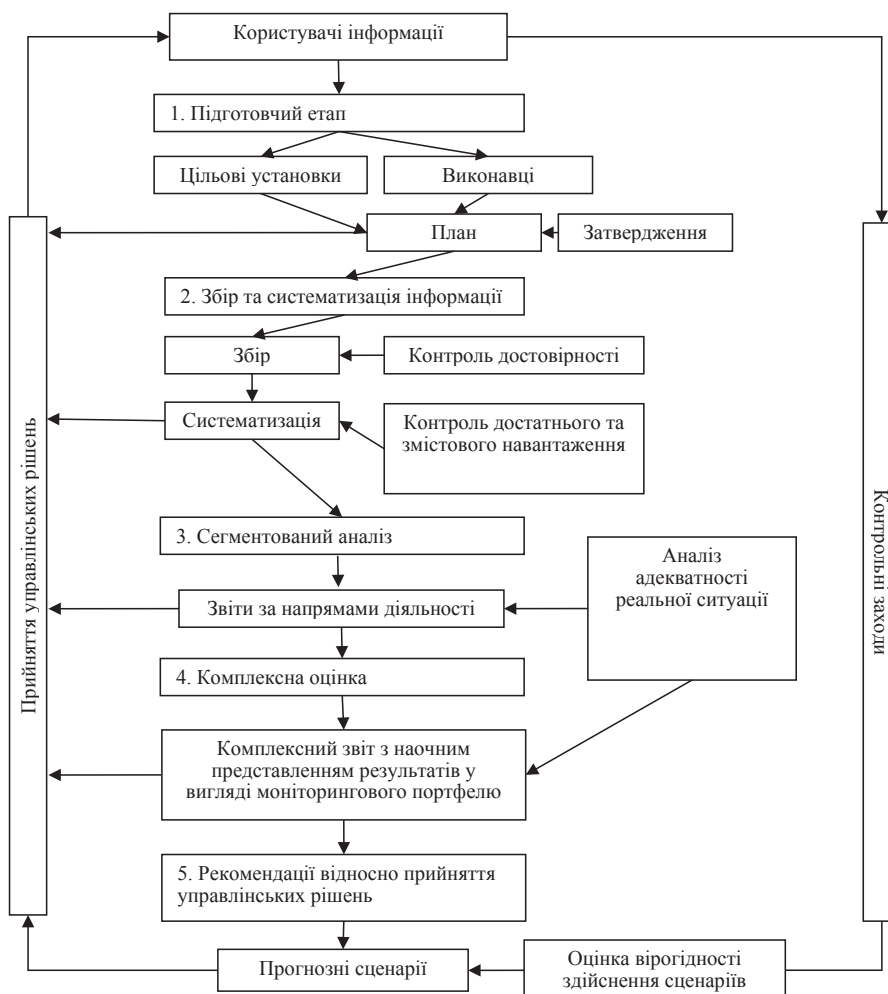 Користувачі інформації
1. Підготовчий етап
Цільові установки
Виконавці
План
Затвердження
2. Збір та систематизація інформації
Збір
Контроль достовірності
Систематизація
Контроль достатнього та
змістового навантаження
3. Сегментований аналіз
Аналіз
адекватності
реальної ситуації
Звіти за напрямами діяльності
4. Комплексна оцінка
Комплексний звіт з наочним
представленням результатів у
вигляді моніторингового портфелю
5. Рекомендації відносно прийняття
управлінських рішень
Прогнозні сценарії
Оцінка вірогідності
здійснення сценаріїв
Прийняття управлінських рішень
Контрольні заходи